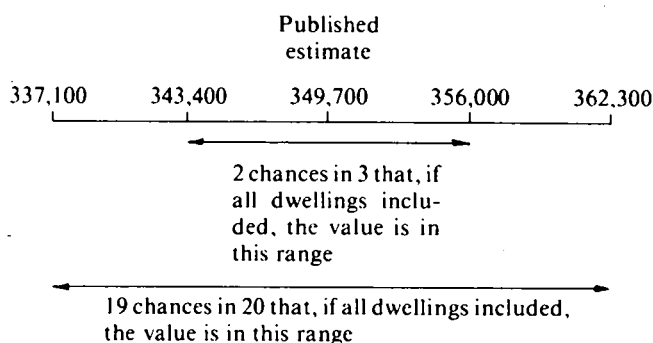 Published
estimate
337,100 343,400 349,700 356,000 362,300
2 chances in 3 that, if
all dwellings inclu-
ded, the value is in
this range
19 chances in 20 that, if all dwellings included,
the value is in this range